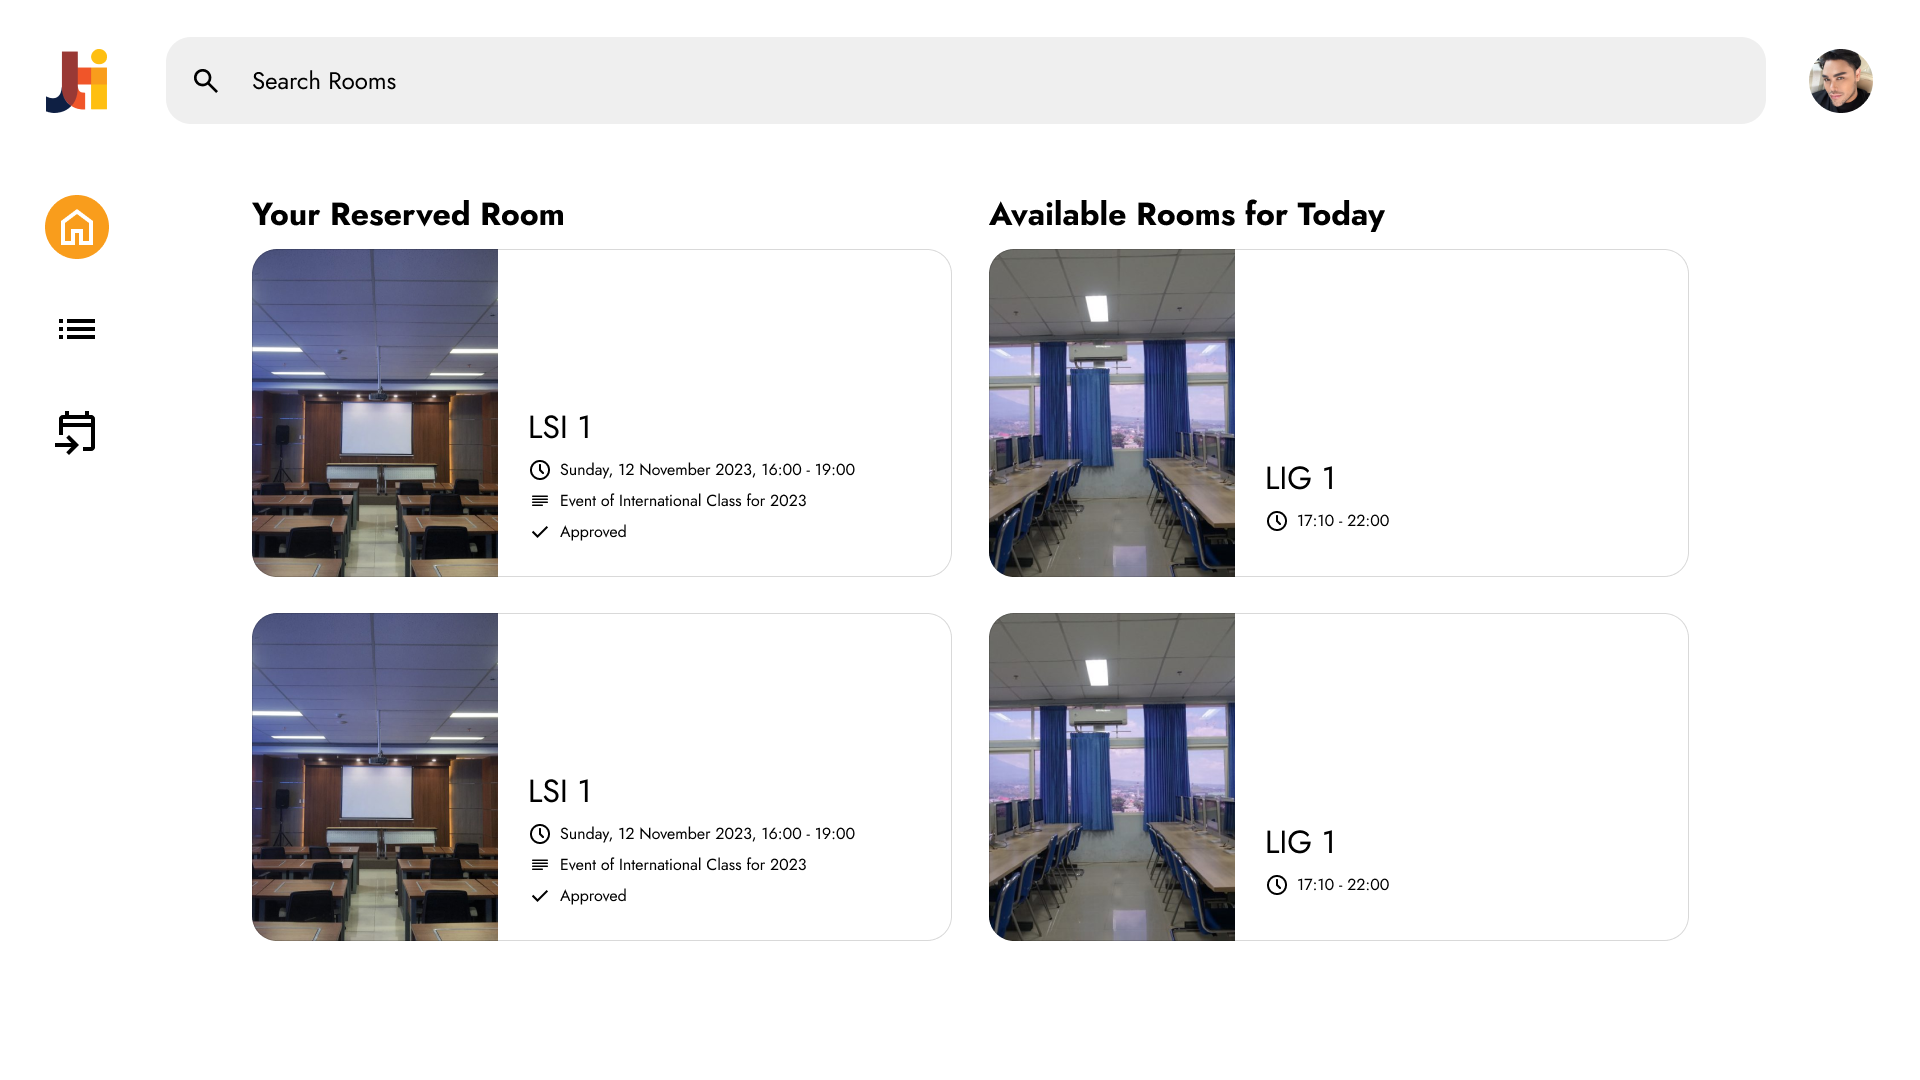 Jti
Search Rooms
Your Reserved Room
LSI 1
Sunday, 12 November 2023, 16:00 - 19:00
Event of International Class for 2023
Approved
LSI 1
Sunday, 12 November 2023, 16:00 - 19:00
Event of International Class for 2023
Approved
Available Rooms for Today
LIG 1
17:10 - 22:00
LIG 1
17:10 - 22:00